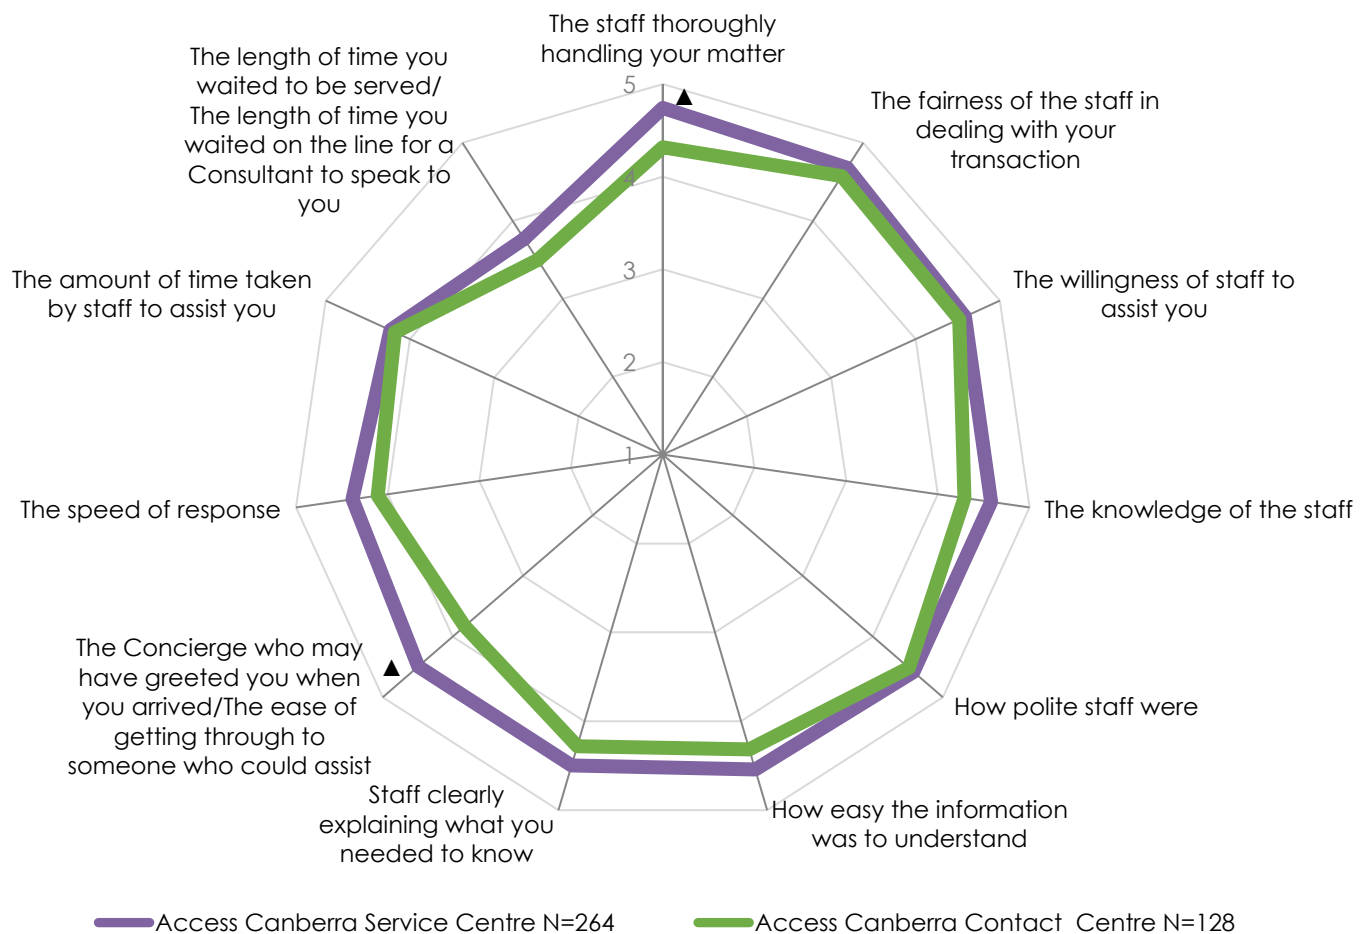 The staff thoroughly
handling your matter
The fairness of the staff in
dealing with your
transaction
The willingness of staff to
assist you
The knowledge of the staff
How polite staff were
How easy the information
was to understand
Staff clearly
explaining what you
needed to know
The Concierge who may
have greeted you when
you arrived/The ease of
getting through to
someone who could assist
The speed of response
The amount of time taken
by staff to assist you
The length of time you
waited to be served/
The length of time you
waited on the line for a
Consultant to speak to
you
5
4
3
2
1
Access Canberra Service Centre N=264
Access Canberra Contact  Centre N=128